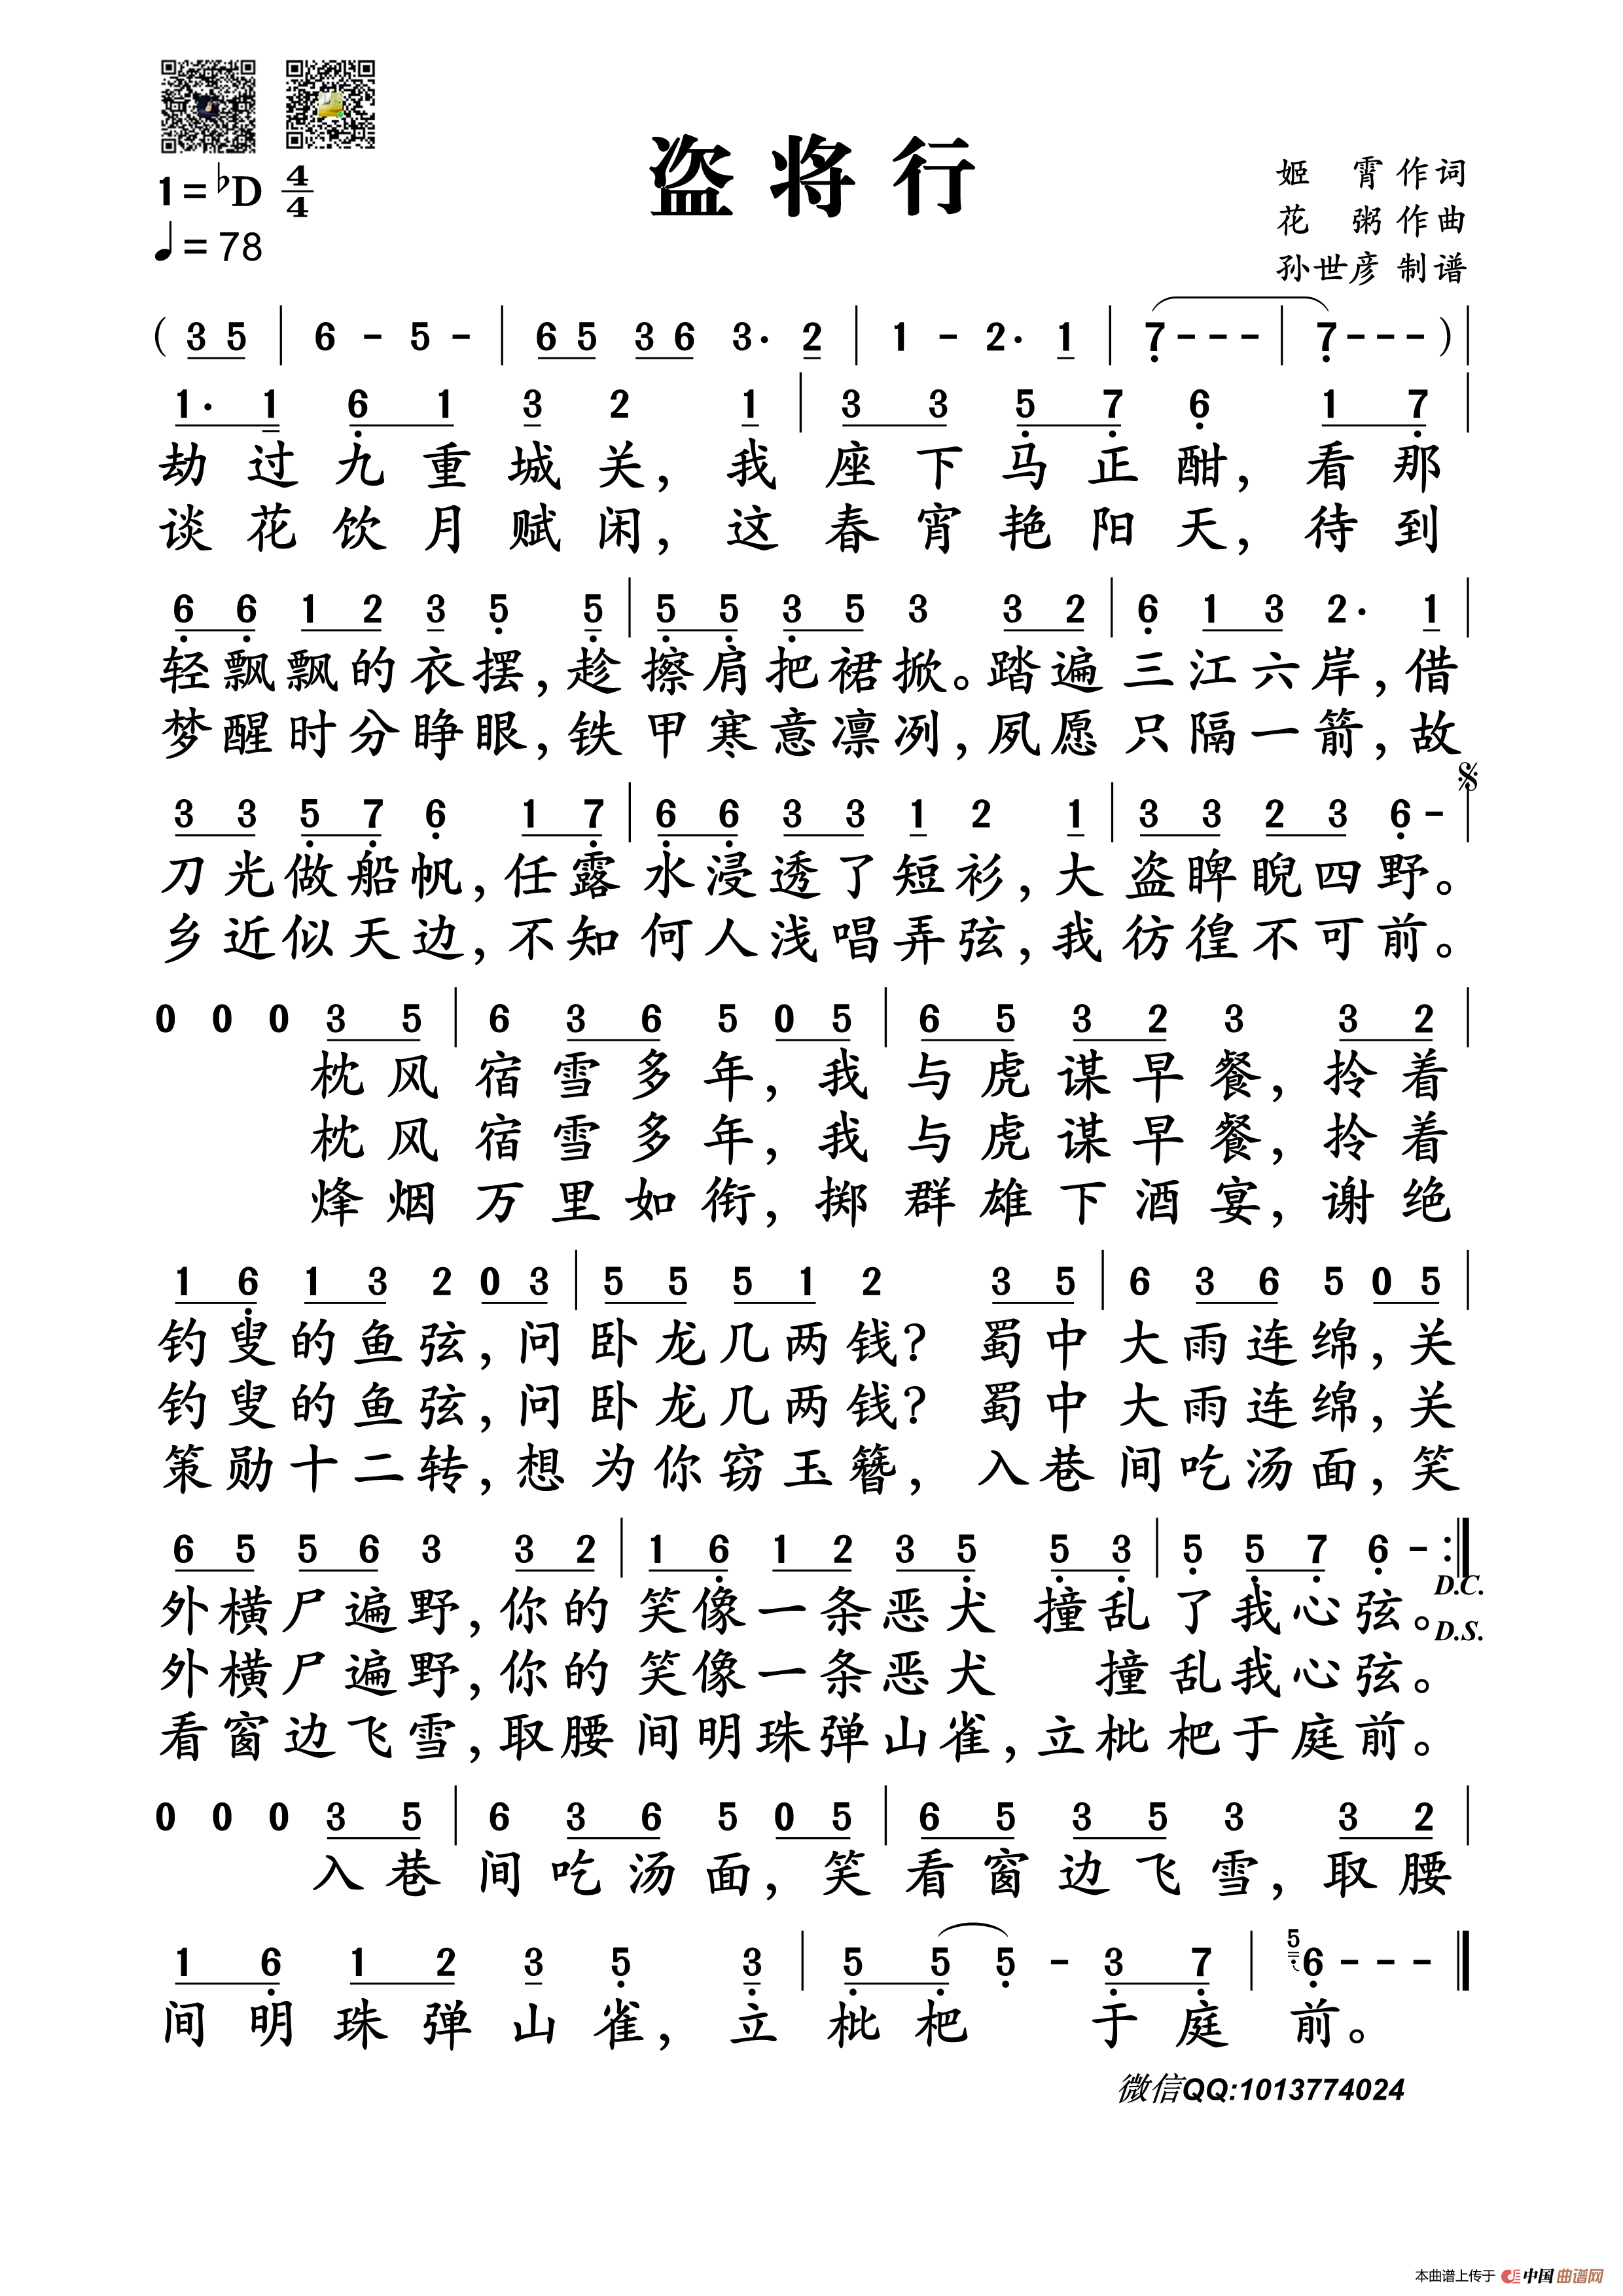 盗将行
1=♭D 4/4
♩=78
姬 霄 作词
花 粥 作曲
孙世彦 制谱
( 3 5 | 6 - 5 - | 6 5 3 6 3· 2 | 1 - 2· 1 | 7 - - - | 7 - - - ) |
1· 1 6 1 3 2 1 | 3 3 5 7 6 1 7 |
劫过九重城关，我座下马正酣，看那
谈花饮月赋闲，这春宵艳阳天，待到
6 6 1 2 3 5 5 | 5 5 3 5 3 3 2 | 6 1 3 2· 1 |
轻飘飘的衣摆，趁擦肩把裙掀。踏遍三江六岸，借
梦醒时分睁眼，铁甲寒意凛冽，夙愿只隔一箭，故
3 3 5 7 6 1 7 | 6 6 3 3 1 2 1 | 3 3 2 3 6 - |
刀光做船帆，任露水浸透了短衫，大盗睥睨四野。
乡近似天边，不知何人浅唱弄弦，我彷徨不可前。
0 0 0 3 5 | 6 3 6 5 0 5 | 6 5 3 2 3 3 2 |
枕风宿雪多年，我与虎谋早餐，拎着
枕风宿雪多年，我与虎谋早餐，拎着
烽烟万里如衔，掷群雄下酒宴，谢绝
1 6 1 3 2 0 3 | 5 5 5 1 2 3 5 | 6 3 6 5 0 5 |
钓叟的鱼弦，问卧龙几两钱？蜀中大雨连绵，关
钓叟的鱼弦，问卧龙几两钱？蜀中大雨连绵，关
策勋十二转，想为你窃玉簪，入巷间吃汤面，笑
6 5 5 6 3 3 2 | 1 6 1 2 3 5 5 3 | 5 5 7 6 - :|
外横尸遍野，你的笑像一条恶犬 撞乱了我心弦。 D.C.
D.S.
外横尸遍野，你的笑像一条恶犬 撞乱我心弦。
看窗边飞雪，取腰间明珠弹山雀，立枇杷于庭前。
0 0 0 3 5 | 6 3 6 5 0 5 | 6 5 3 5 3 3 2 |
入巷间吃汤面，笑看窗边飞雪，取腰
1 6 1 2 3 5 3 | 5 5 5 - 3 7 | 5 6 - - - |
间明珠弹山雀，立枇杷 于庭前。
微信QQ:1013774024
本曲谱上传于 中国曲谱网